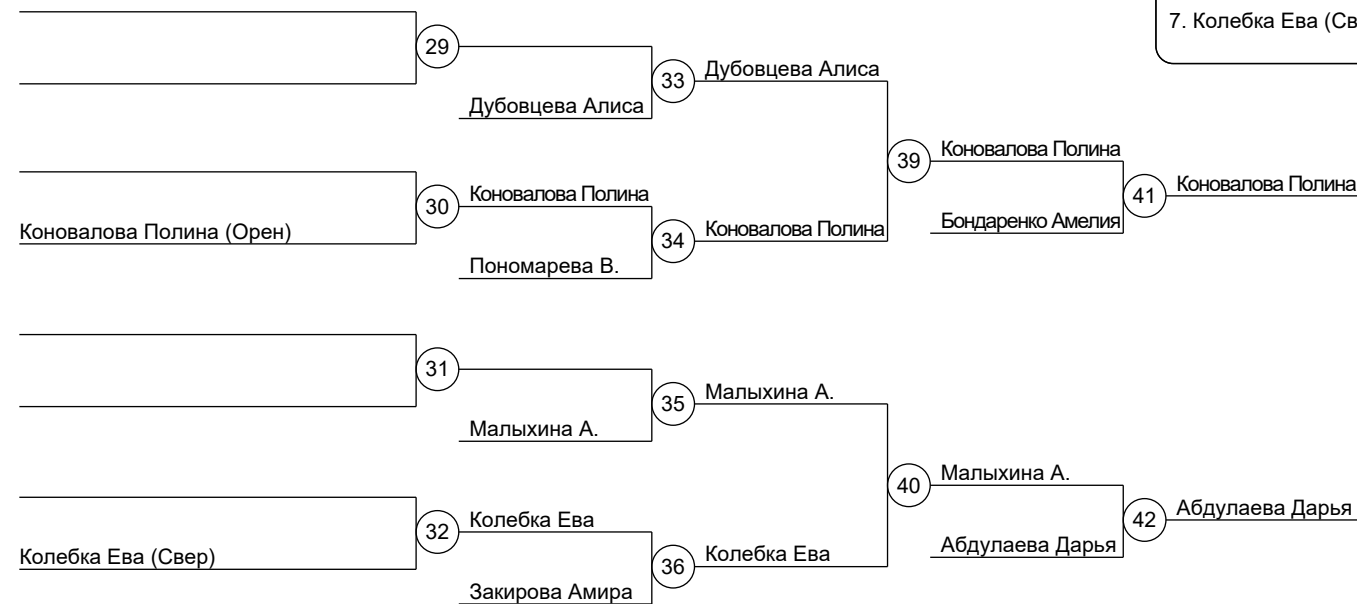 7. Колебка Ева (Св
29
33
Дубовцева Алиса
Дубовцева Алиса
39
Коновалова Полина
30
Коновалова Полина
41
Коновалова Полина
Коновалова Полина (Орен)
34
Коновалова Полина
Бондаренко Амелия
Пономарева В.
31
35
Малыхина А.
Малыхина А.
40
Малыхина А.
32
Колебка Ева
42
Абдулаева Дарья
Колебка Ева (Свер)
36
Колебка Ева
Абдулаева Дарья
Закирова Амира